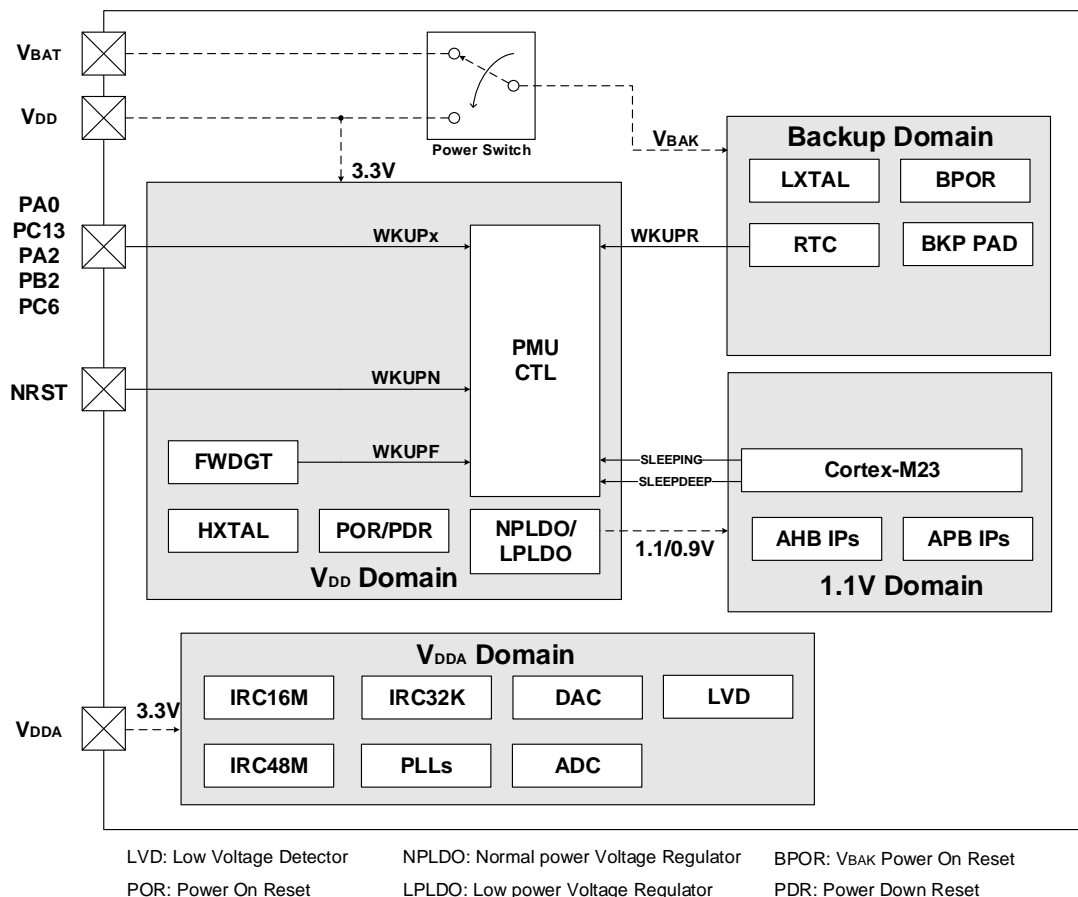 VBAT
VDD
Power Switch
VBAK
3.3V
Backup Domain
LXTAL
BPOR
RTC
BKP PAD
PA0
PC13
PA2
PB2
PC6
WKUPx
WKUPR
PMU
CTL
NRST
WKUPN
FWDGT
WKUPF
SLEEPING
SLEEPDEEP
Cortex-M23
HXTAL
POR/PDR
NPLDO/
LPLDO
1.1/0.9V
AHB IPs
APB IPs
VDD Domain
1.1V Domain
VDDA Domain
IRC16M
IRC32K
DAC
LVD
VDDA
3.3V
IRC48M
PLLs
ADC
LVD: Low Voltage Detector
NPLDO: Normal power Voltage Regulator
BPOR: VBAK Power On Reset
POR: Power On Reset
LPLDO: Low power Voltage Regulator
PDR: Power Down Reset